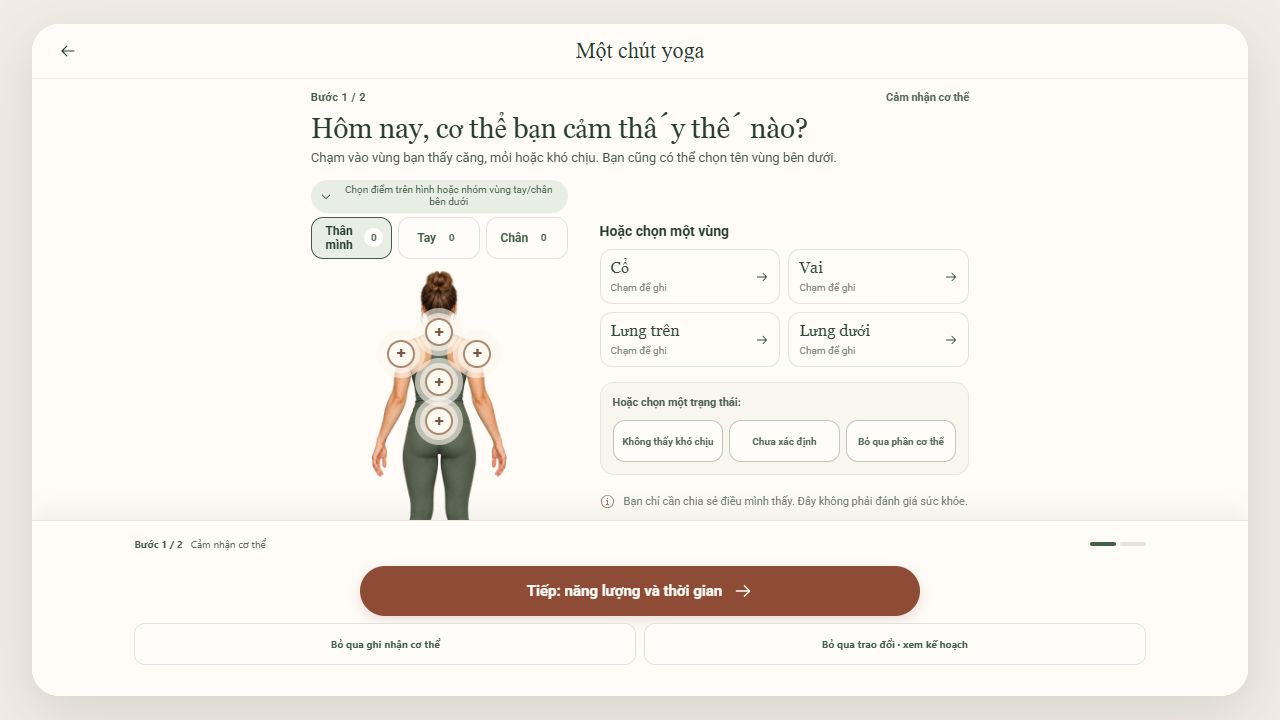 Một chút yoga
Bước 1 / 2
Cảm nhận cơ thể
Hôm nay, cơ thể bạn cảm thấy thế nào?
Chạm vào vùng bạn thấy căng, mỏi hoặc khó chịu. Bạn cũng có thể chọn tên vùng bên dưới.
Chọn điểm trên hình hoặc nhóm vùng tay/chân
bên dưới
Thân
mình 0
Tay 0
Chân 0
Hoặc chọn một vùng
Cổ
Chạm để ghi
Vai
Chạm để ghi
Lưng trên
Chạm để ghi
Lưng dưới
Chạm để ghi
Hoặc chọn một trạng thái:
Không thấy khó chịu
Chưa xác định
Bỏ qua phần cơ thể
Bạn chỉ cần chia sẻ điều mình thấy. Đây không phải đánh giá sức khỏe.
Bước 1 / 2 Cảm nhận cơ thể
Tiếp: năng lượng và thời gian
Bỏ qua ghi nhận cơ thể
Bỏ qua trao đổi · xem kế hoạch